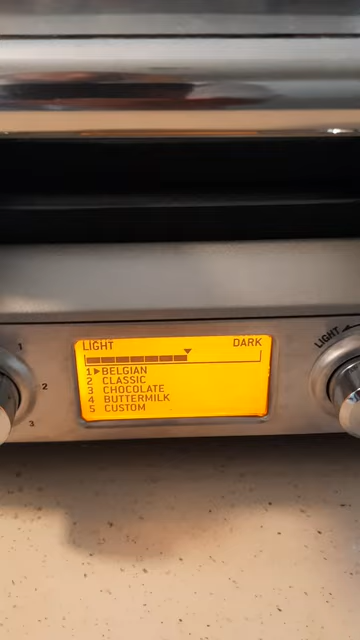 LIGHT DARK
1 BELGIAN
2 CLASSIC
3 CHOCOLATE
4 BUTTERMILK
5 CUSTOM
1
2
3
LIGHT